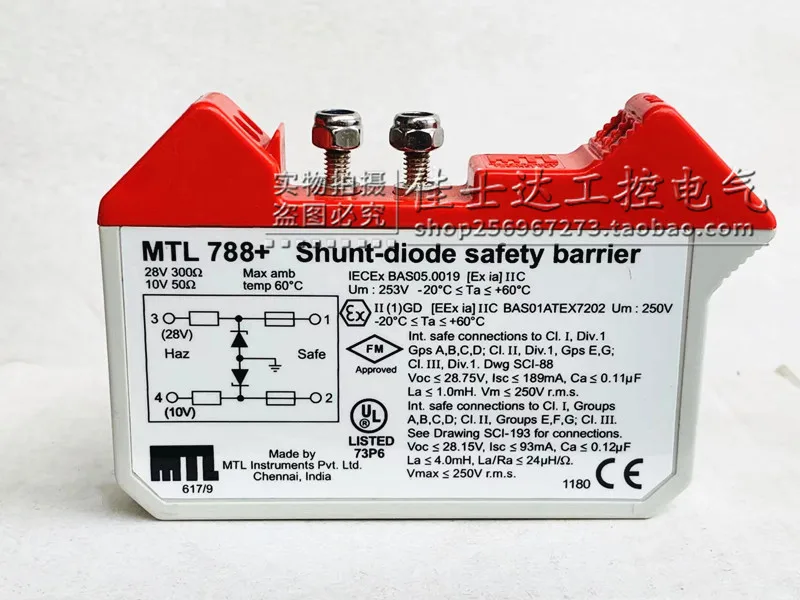 实物拍摄
盗图必究
佳士达工控电气
shop256967273.taobao.com
MTL 788+ Shunt-diode safety barrier
28V 300Ω
10V 50Ω
Max amb
temp 60°C
IECEx BAS05.0019 [Ex ia] IIC
Um : 253V -20°C ≤ Ta ≤ +60°C
Ex II (1)GD [EEx ia] IIC BAS01ATEX7202 Um : 250V
-20°C ≤ Ta ≤ +60°C
3
(28V)
1
Haz
Safe
4
(10V)
2
FM
Approved
Int. safe connections to Cl. I, Div.1
Gps A,B,C,D; Cl. II, Div.1, Gps E,G;
Cl. III, Div.1. Dwg SCI-88
Voc ≤ 28.75V, Isc ≤ 189mA, Ca ≤ 0.11µF
La ≤ 1.0mH. Vm ≤ 250V r.m.s.
UL
LISTED
73P6
Int. safe connections to Cl. I, Groups
A,B,C,D; Cl. II, Groups E,F,G; Cl. III.
See Drawing SCI-193 for connections.
Voc ≤ 28.15V, Isc ≤ 93mA, Ca ≤ 0.12µF
La ≤ 4.0mH, La/Ra ≤ 24µH/Ω.
Vmax ≤ 250V r.m.s.
MTL
617/9
Made by
MTL Instruments Pvt. Ltd.
Chennai, India
1180 CE